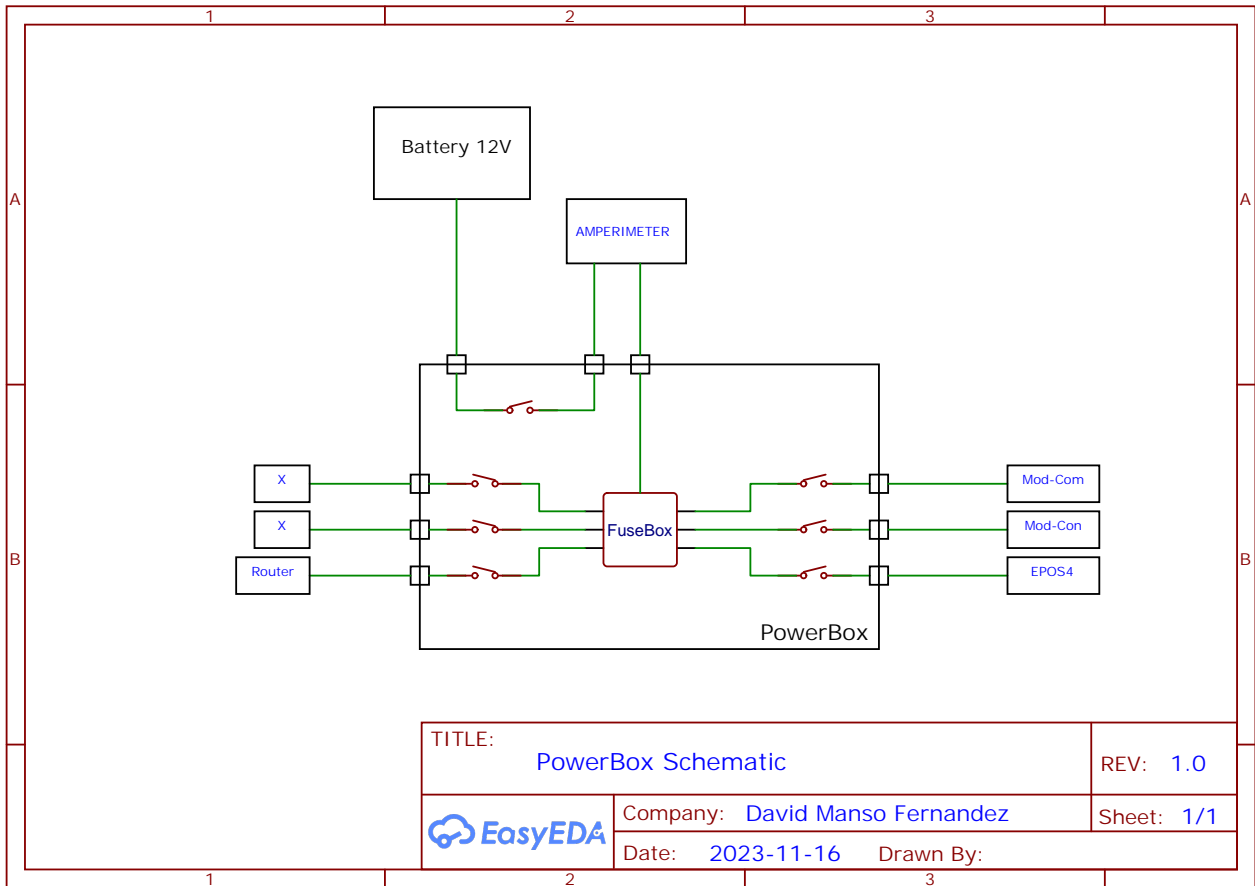 1 2 3
A A
Battery 12V
AMPERIMETER
X Mod-Com
X FuseBox Mod-Con
B B
Router EPOS4
PowerBox
TITLE:
PowerBox Schematic
REV: 1.0
EasyEDA
Company: David Manso Fernandez
Sheet: 1/1
Date: 2023-11-16 Drawn By:
1 2 3